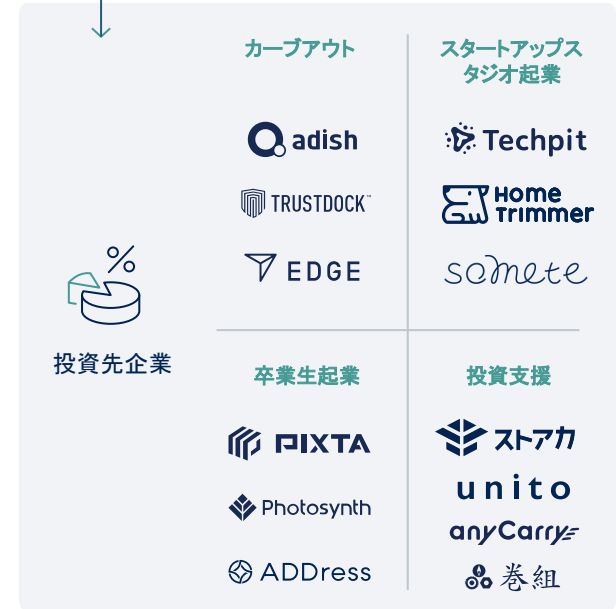 カーブアウト
adish
TRUSTDOCK™
EDGE
スタートアップス
タジオ起業
Techpit
Home
Trimmer
somete
%
投資先企業
卒業生起業
PIXTA
Photosynth
ADDress
投資支援
ストアカ
unito
anyCarry
巻組